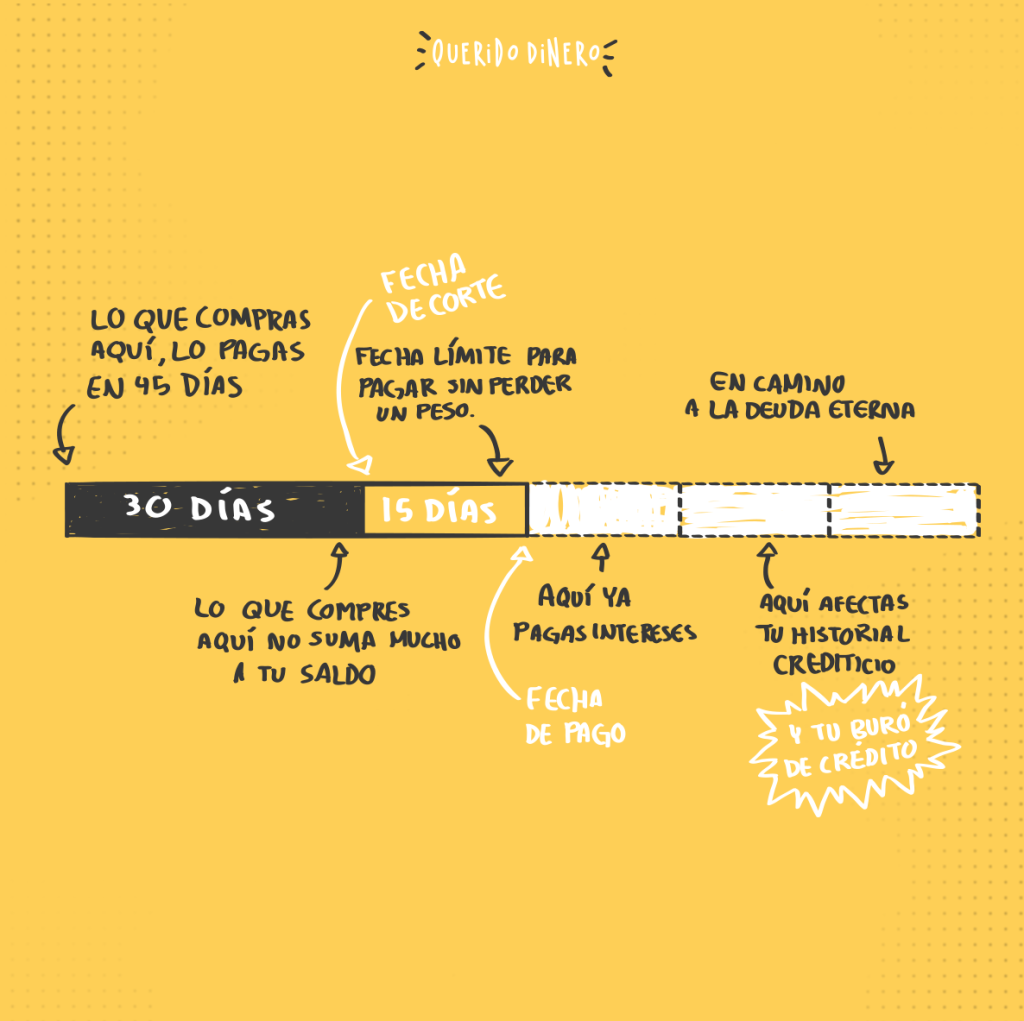 QUERIDO DINERO
FECHA
DE CORTE
LO QUE COMPRAS
AQUÍ, LO PAGAS
EN 45 DÍAS
FECHA LÍMITE PARA
PAGAR SIN PERDER
UN PESO.
EN CAMINO
A LA DEUDA ETERNA
30 DÍAS
15 DÍAS
LO QUE COMPRES
AQUÍ NO SUMA MUCHO
A TU SALDO
AQUÍ YA
PAGAS INTERESES
FECHA
DE PAGO
AQUÍ AFECTAS
TU HISTORIAL
CREDITICIO
Y TU BURÓ
DE CRÉDITO